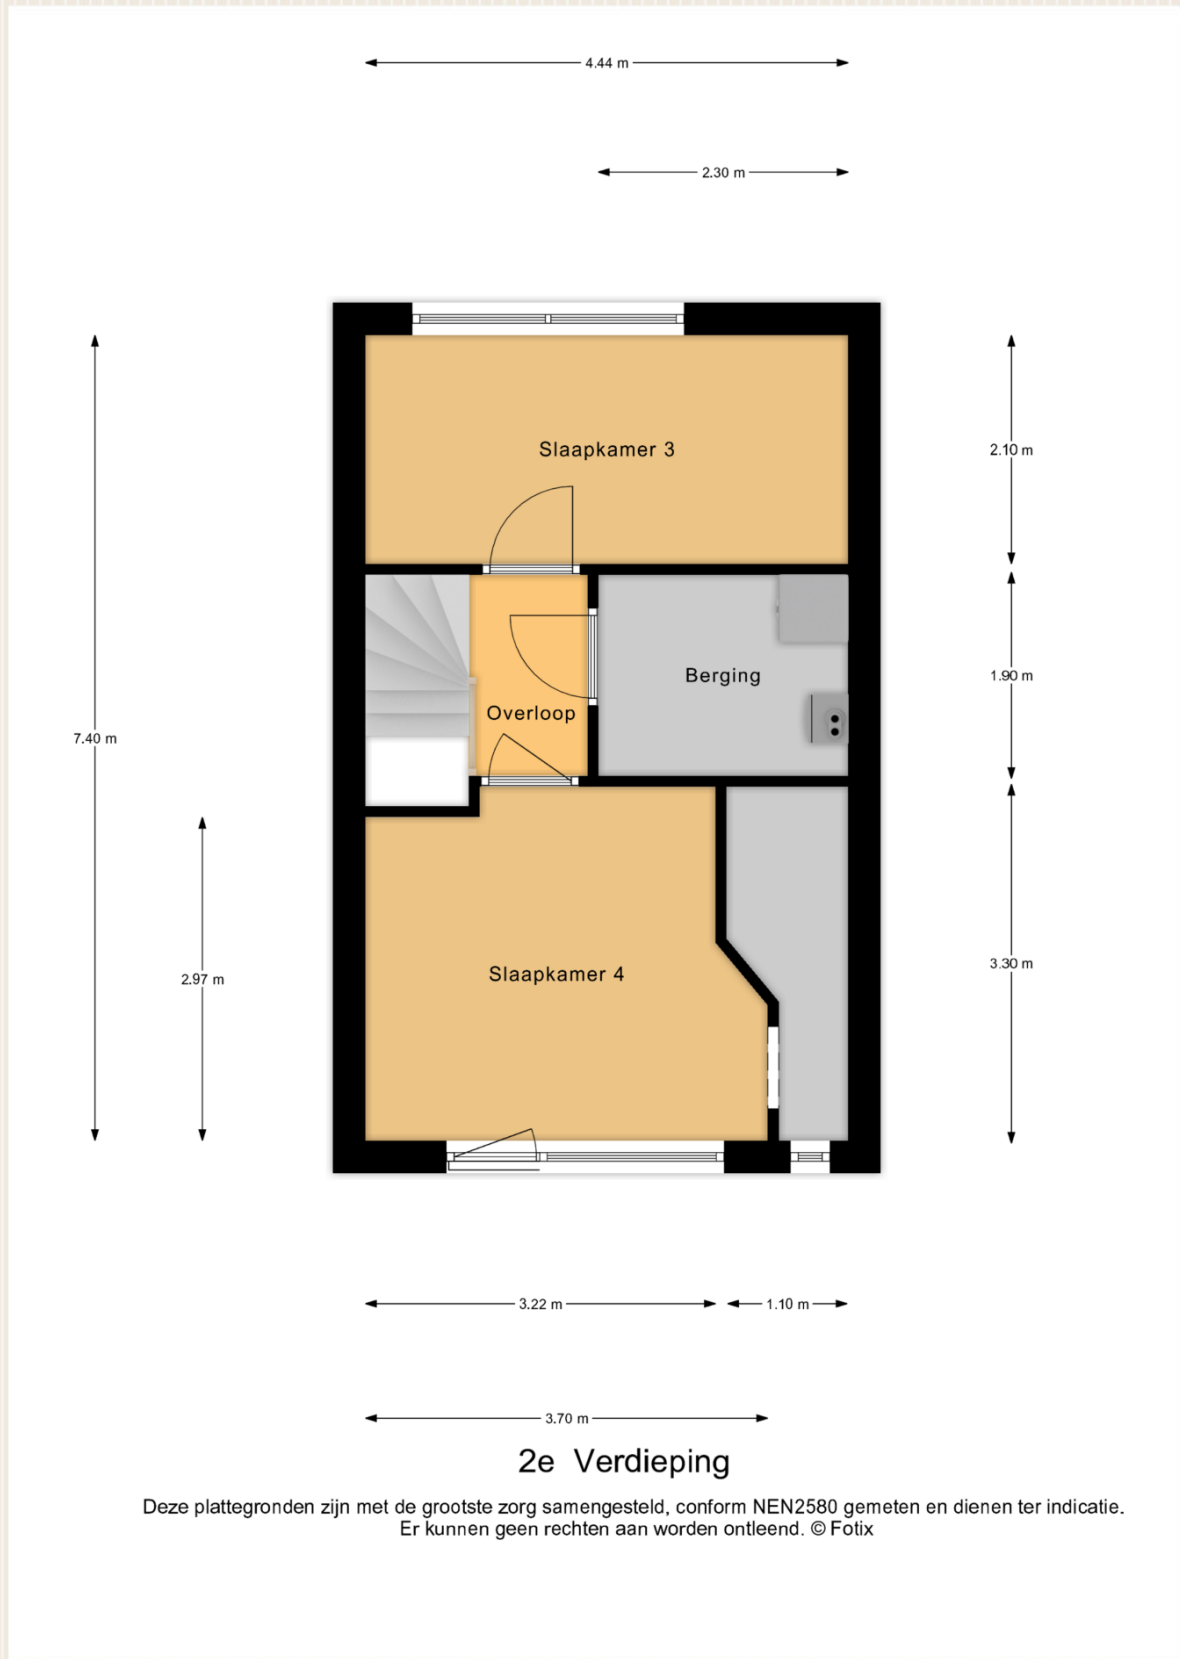 4.44 m
2.30 m
Slaapkamer 3
2.10 m
Berging
1.90 m
Overloop
7.40 m
3.30 m
Slaapkamer 4
2.97 m
3.22 m
1.10 m
3.70 m
2e Verdieping
Deze plattegronden zijn met de grootste zorg samengesteld, conform NEN2580 gemeten en dienen ter indicatie.
Er kunnen geen rechten aan worden ontleend. © Fotix